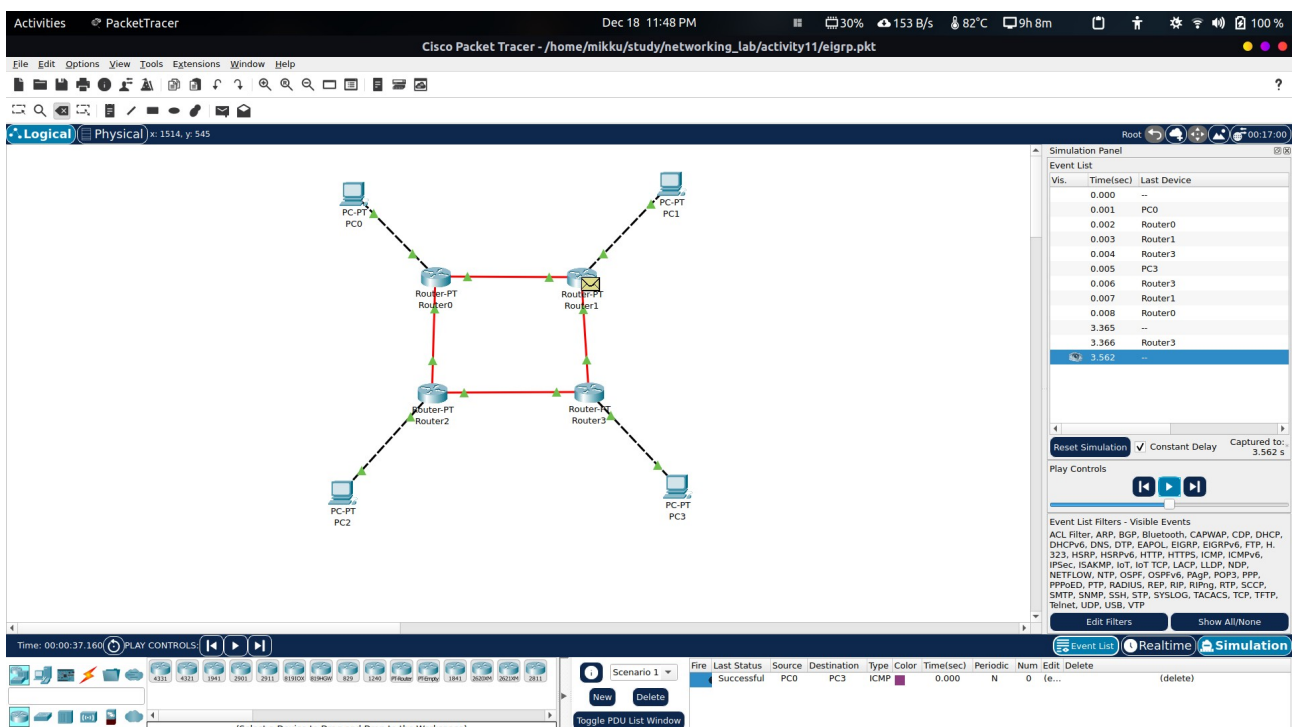 Activities PacketTracer Dec 18 11:48 PM 30% 153 B/s 82°C 9h 8m 100 %
Cisco Packet Tracer - /home/mikku/study/networking_lab/activity11/eigrp.pkt
File Edit Options View Tools Extensions Window Help
?
Logical Physical x: 1514, y: 545 Root 00:17:00
PC-PT
PC0
PC-PT
PC1
Router-PT
Router0
Router-PT
Router1
Router-PT
Router2
Router-PT
Router3
PC-PT
PC2
PC-PT
PC3
Simulation Panel
Event List
Vis. Time(sec) Last Device
0.000 --
0.001 PC0
0.002 Router0
0.003 Router1
0.004 Router3
0.005 PC3
0.006 Router3
0.007 Router1
0.008 Router0
3.365 --
3.366 Router3
3.562 --
Reset Simulation Constant Delay Captured to:
3.562 s
Play Controls
Event List Filters - Visible Events
ACL Filter, ARP, BGP, Bluetooth, CAPWAP, CDP, DHCP,
DHCPv6, DNS, DTP, EAPOL, EIGRP, EIGRPv6, FTP, H.
323, HSRP, HSRPv6, HTTP, HTTPS, ICMP, ICMPv6,
IPSec, ISAKMP, IoT, IoT TCP, LACP, LLDP, NDP,
NETFLOW, NTP, OSPF, OSPFv6, PAgP, POP3, PPP,
PPPoED, PTP, RADIUS, REP, RIP, RIPng, RTP, SCCP,
SMTP, SNMP, SSH, STP, SYSLOG, TACACS, TCP, TFTP,
Telnet, UDP, USB, VTP
Edit Filters Show All/None
Time: 00:00:37.160 PLAY CONTROLS: Event List Realtime Simulation
4331 4321 1941 2901 2911 819IOX 819HGW 829 1240 PT-Router PT-Empty 1841 2620XM 2621XM 2811
Scenario 1
New Delete
Toggle PDU List Window
Fire Last Status Source Destination Type Color Time(sec) Periodic Num Edit Delete
Successful PC0 PC3 ICMP 0.000 N 0 (e... (delete)